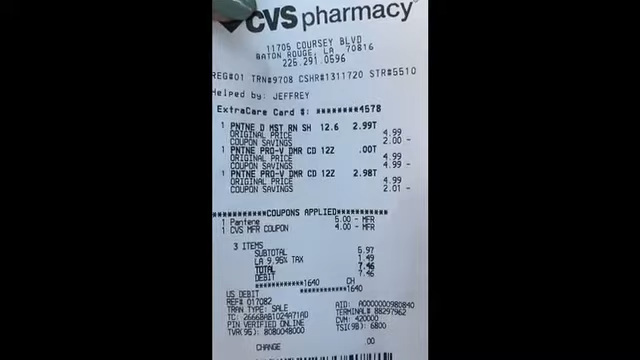 CVS pharmacy®
11705 COURSEY BLVD
BATON ROUGE, LA 70816
225.291.0596
REG#01 TRN#9708 CSHR#1311720 STR#5510
Helped by: JEFFREY
ExtraCare Card #: ********4578
1 PNTNE D MST RN SH 12.6 2.99T
ORIGINAL PRICE 4.99
COUPON SAVINGS 2.00 -
1 PNTNE PRO-V DMR CD 12Z .00T
ORIGINAL PRICE 4.99
COUPON SAVINGS 4.99 -
1 PNTNE PRO-V DMR CD 12Z 2.98T
ORIGINAL PRICE 4.99
COUPON SAVINGS 2.01 -
***********COUPONS APPLIED***********
1 Pantene 5.00 - MFR
1 CVS MFR COUPON 4.00 - MFR
3 ITEMS
SUBTOTAL 5.97
LA 9.95% TAX 1.49
TOTAL 7.46
DEBIT 7.46
************1640 CH
US DEBIT ************1640
REF# 017082
TRAN TYPE: SALE AID: A0000000980840
TC: 2666BAB1024A71AD TERMINAL# 88297962
PIN VERIFIED ONLINE CVM: 420000
TVR(95): 8080048000 TSI(9B): 6800
CHANGE .00